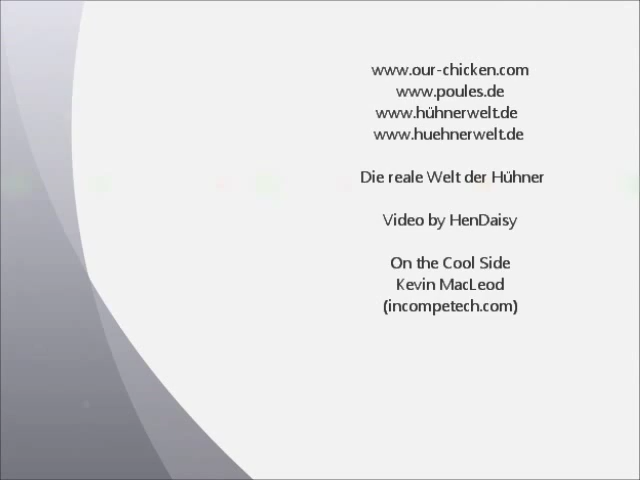 www.our-chicken.com
www.poules.de
www.hühnerwelt.de
www.huehnerwelt.de
Die reale Welt der Hühner
Video by HenDaisy
On the Cool Side
Kevin MacLeod
(incompetech.com)